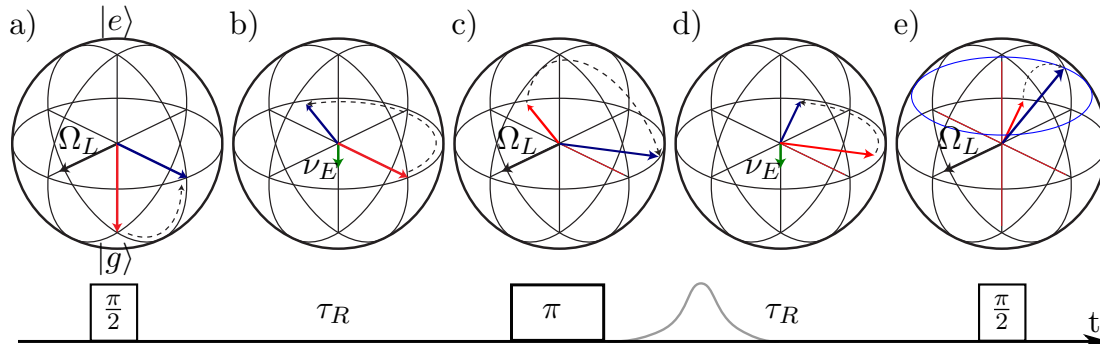 a) |e⟩ b) c) d) e)
Ω_L ν_E Ω_L ν_E Ω_L
|g⟩
π/2 τ_R π τ_R π/2 t